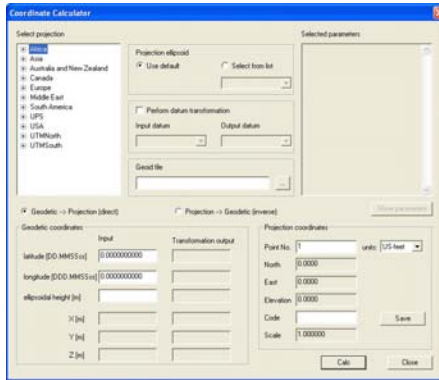 Coordinate Calculator
Select projection
Africa
Asia
Australia and New Zealand
Canada
Europe
Middle East
South America
UPS
USA
UTMNorth
UTMSouth
Projection ellipsoid
Use default
Select from list
Perform datum transformation
Input datum
Output datum
Geoid file
...
Selected parameters
Geodetic -> Projection (direct)
Projection -> Geodetic (inverse)
Show parameters
Geodetic coordinates
Input
Transformation output
latitude [DD.MMSSss] 0.0000000000
longitude [DDD.MMSSss] 0.0000000000
ellipsoidal height [m]
X [m]
Y [m]
Z [m]
Projection coordinates
Point No. 1 units: US-feet
North 0.0000
East 0.0000
Elevation 0.0000
Code Save
Scale 1.000000
Calc Close